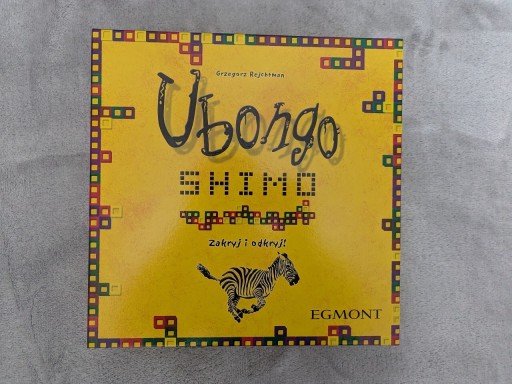 Grzegorz Rejchtman
Ubongo
SHIMO
Zakryj i odkryj!
EGMONT